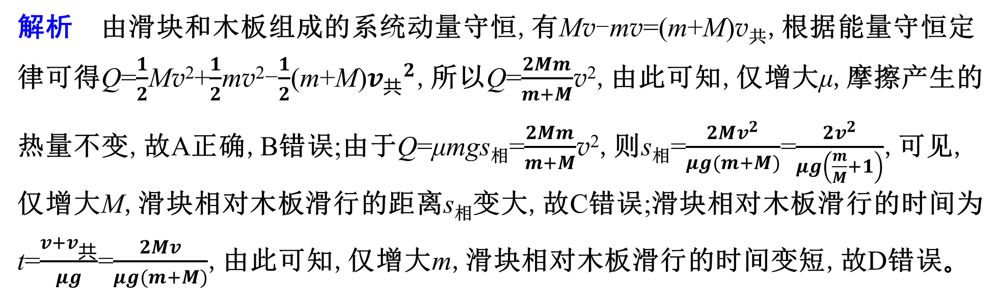 解析　由滑块和木板组成的系统动量守恒, 有Mv−mv=(m+M)v共, 根据能量守恒定
律可得Q=1/2Mv²+1/2mv²−1/2(m+M)v共², 所以Q=2Mm/(m+M)v², 由此可知, 仅增大μ, 摩擦产生的
热量不变, 故A正确, B错误;由于Q=μmgs相=2Mm/(m+M)v², 则s相=2Mv²/(μg(m+M))=2v²/(μg(m/M+1)), 可见,
仅增大M, 滑块相对木板滑行的距离s相变大, 故C错误;滑块相对木板滑行的时间为
t=(v+v共)/(μg)=2Mv/(μg(m+M)), 由此可知, 仅增大m, 滑块相对木板滑行的时间变短, 故D错误。